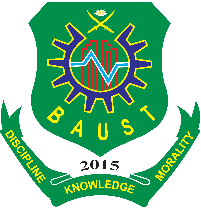 BAUST
2015
DISCIPLINE KNOWLEDGE MORALITY